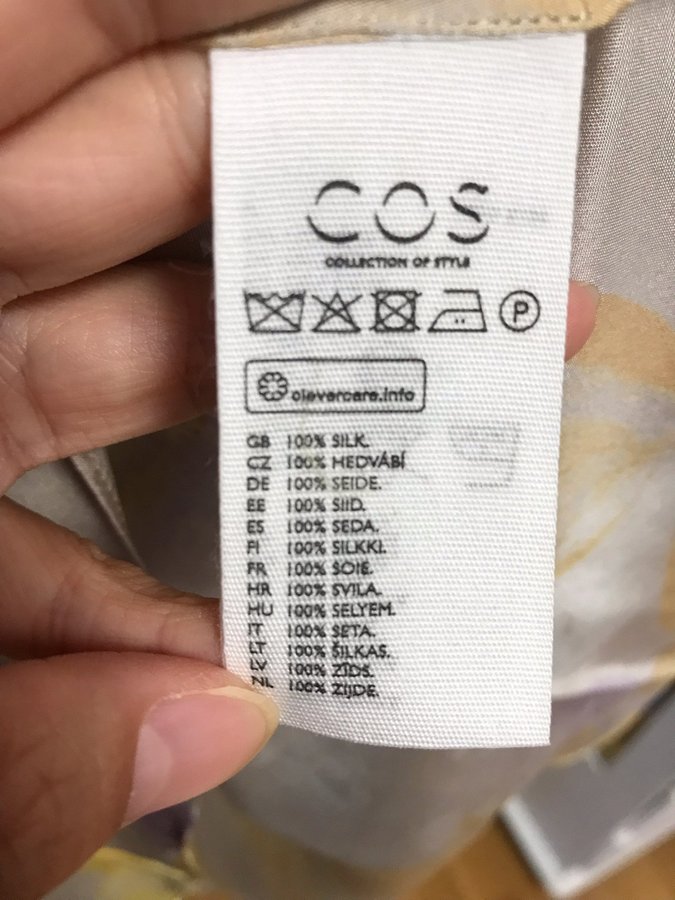 COS
COLLECTION OF STYLE
P
clevercare.info
GB 100% SILK.
CZ 100% HEDVÁBÍ
DE 100% SEIDE.
EE 100% SIID.
ES 100% SEDA.
FI 100% SILKKI.
FR 100% SOIE.
HR 100% SVILA.
HU 100% SELYEM.
IT 100% SETA.
LT 100% ŠILKAS.
LV 100% ZĪDS.
NL 100% ZIJDE.